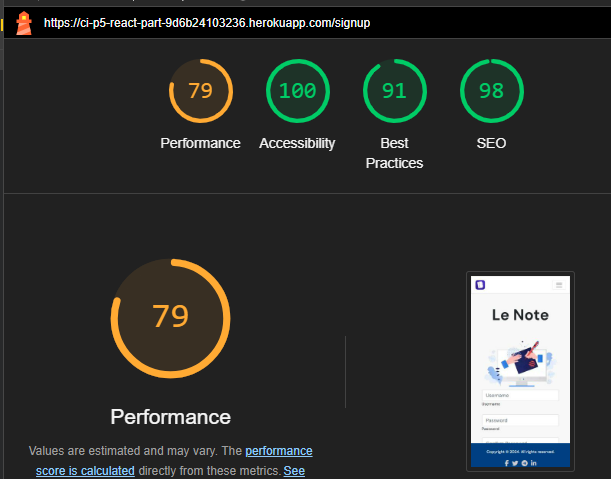 https://ci-p5-react-part-9d6b24103236.herokuapp.com/signup
79
100
91
98
Performance
Accessibility
Best
Practices
SEO
79
Performance
Values are estimated and may vary. The performance
score is calculated directly from these metrics. See
Le Note
Username
Username
Password
Password
Copyright © 2024. All rights reserved.